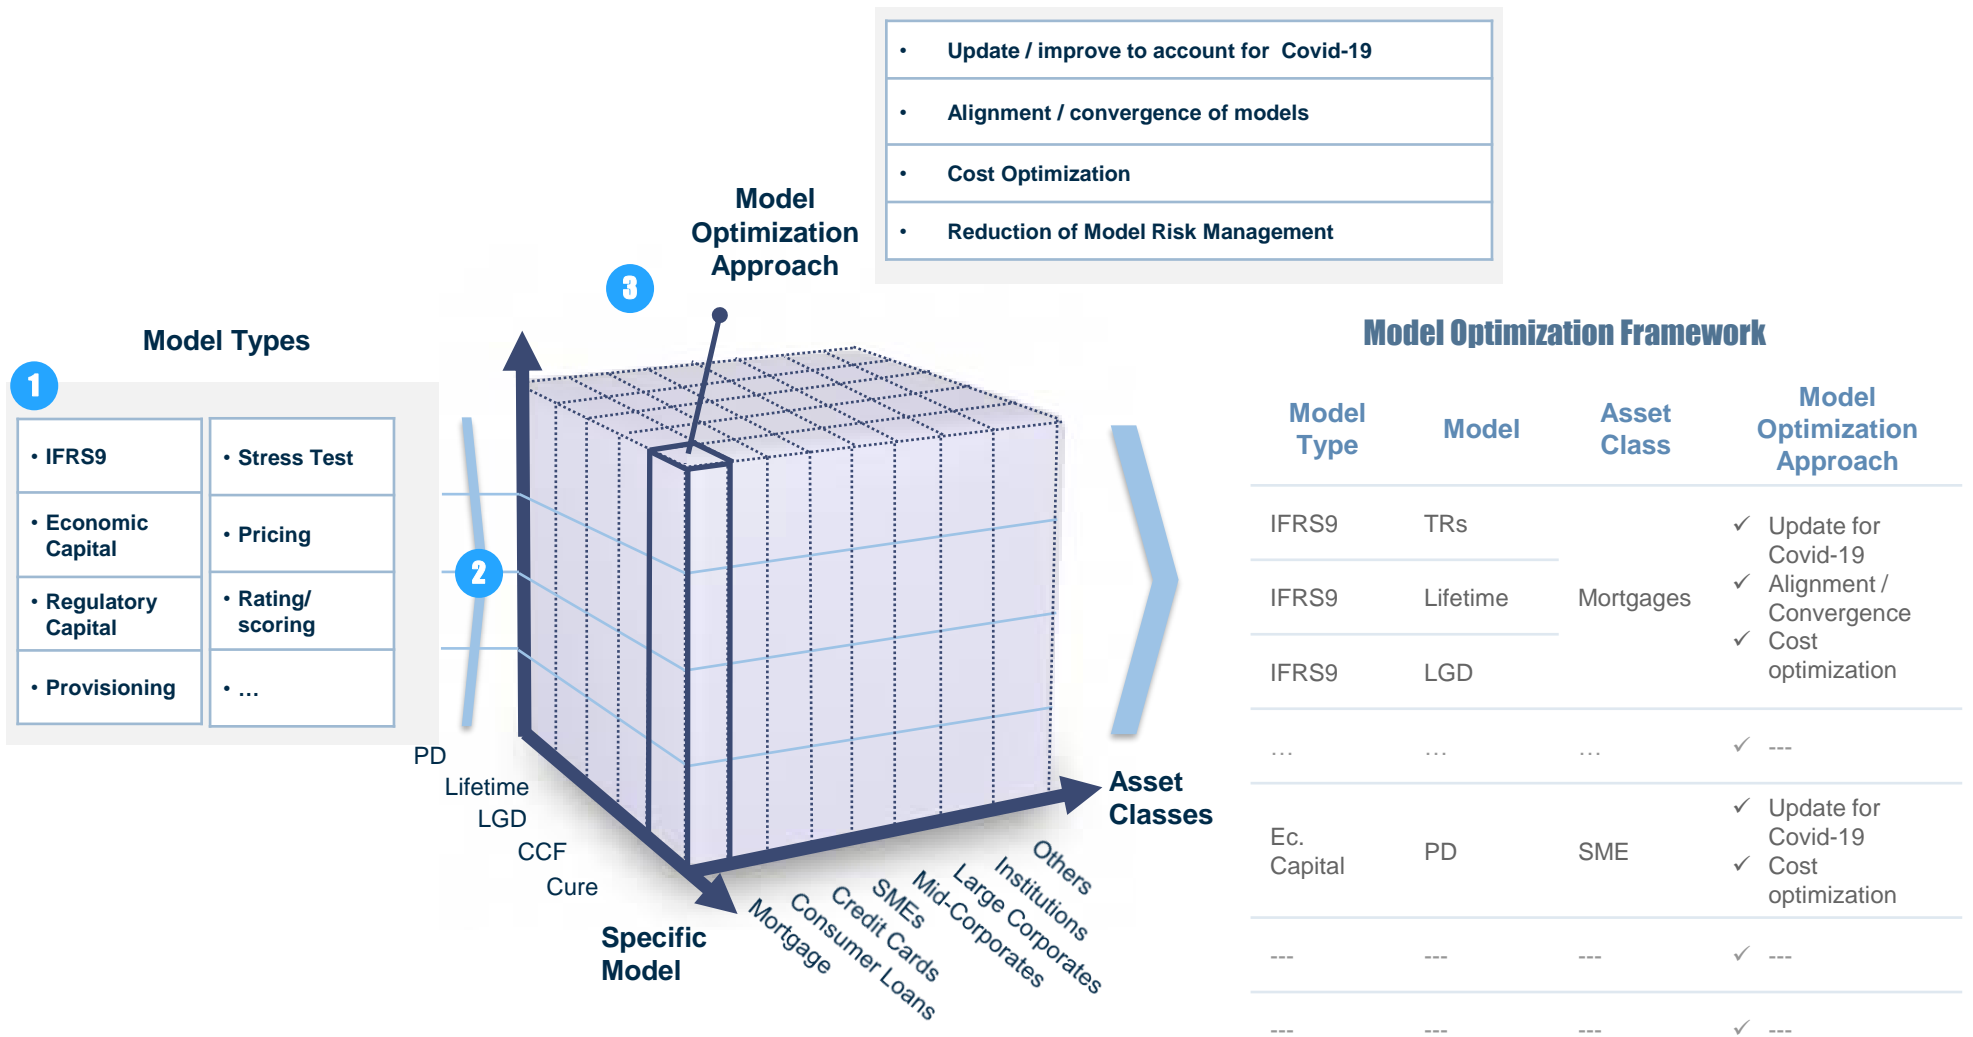 • Update / improve to account for Covid-19
• Alignment / convergence of models
• Cost Optimization
• Reduction of Model Risk Management
Model
Optimization
Approach
3
Model Types
1
• IFRS9
• Economic
Capital
• Regulatory
Capital
• Provisioning
• Stress Test
• Pricing
• Rating/
scoring
• …
2
PD
Lifetime
LGD
CCF
Cure
Specific
Model
Mortgage
Consumer Loans
Credit Cards
SMEs
Mid-Corporates
Large Corporates
Institutions
Others
Asset
Classes
Model Optimization Framework
Model
Type
Model
Asset
Class
Model
Optimization
Approach
IFRS9 TRs
IFRS9 Lifetime Mortgages
IFRS9 LGD
✓ Update for
Covid-19
✓ Alignment /
Convergence
✓ Cost
optimization
… … … ✓ ---
Ec.
Capital
PD
SME
✓ Update for
Covid-19
✓ Cost
optimization
--- --- --- ✓ ---
--- --- --- ✓ ---